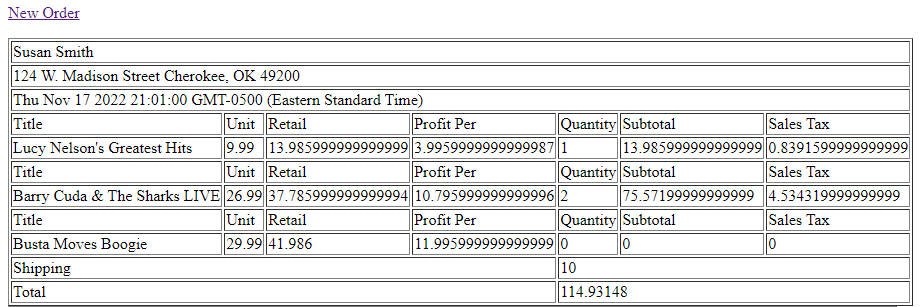 New Order
Susan Smith
124 W. Madison Street Cherokee, OK 49200
Thu Nov 17 2022 21:01:00 GMT-0500 (Eastern Standard Time)
Title Unit Retail Profit Per Quantity Subtotal Sales Tax
Lucy Nelson's Greatest Hits 9.99 13.985999999999999 3.9959999999999987 1 13.985999999999999 0.8391599999999999
Title Unit Retail Profit Per Quantity Subtotal Sales Tax
Barry Cuda & The Sharks LIVE 26.99 37.785999999999994 10.795999999999996 2 75.57199999999999 4.534319999999999
Title Unit Retail Profit Per Quantity Subtotal Sales Tax
Busta Moves Boogie 29.99 41.986 11.995999999999999 0 0 0
Shipping 10
Total 114.93148